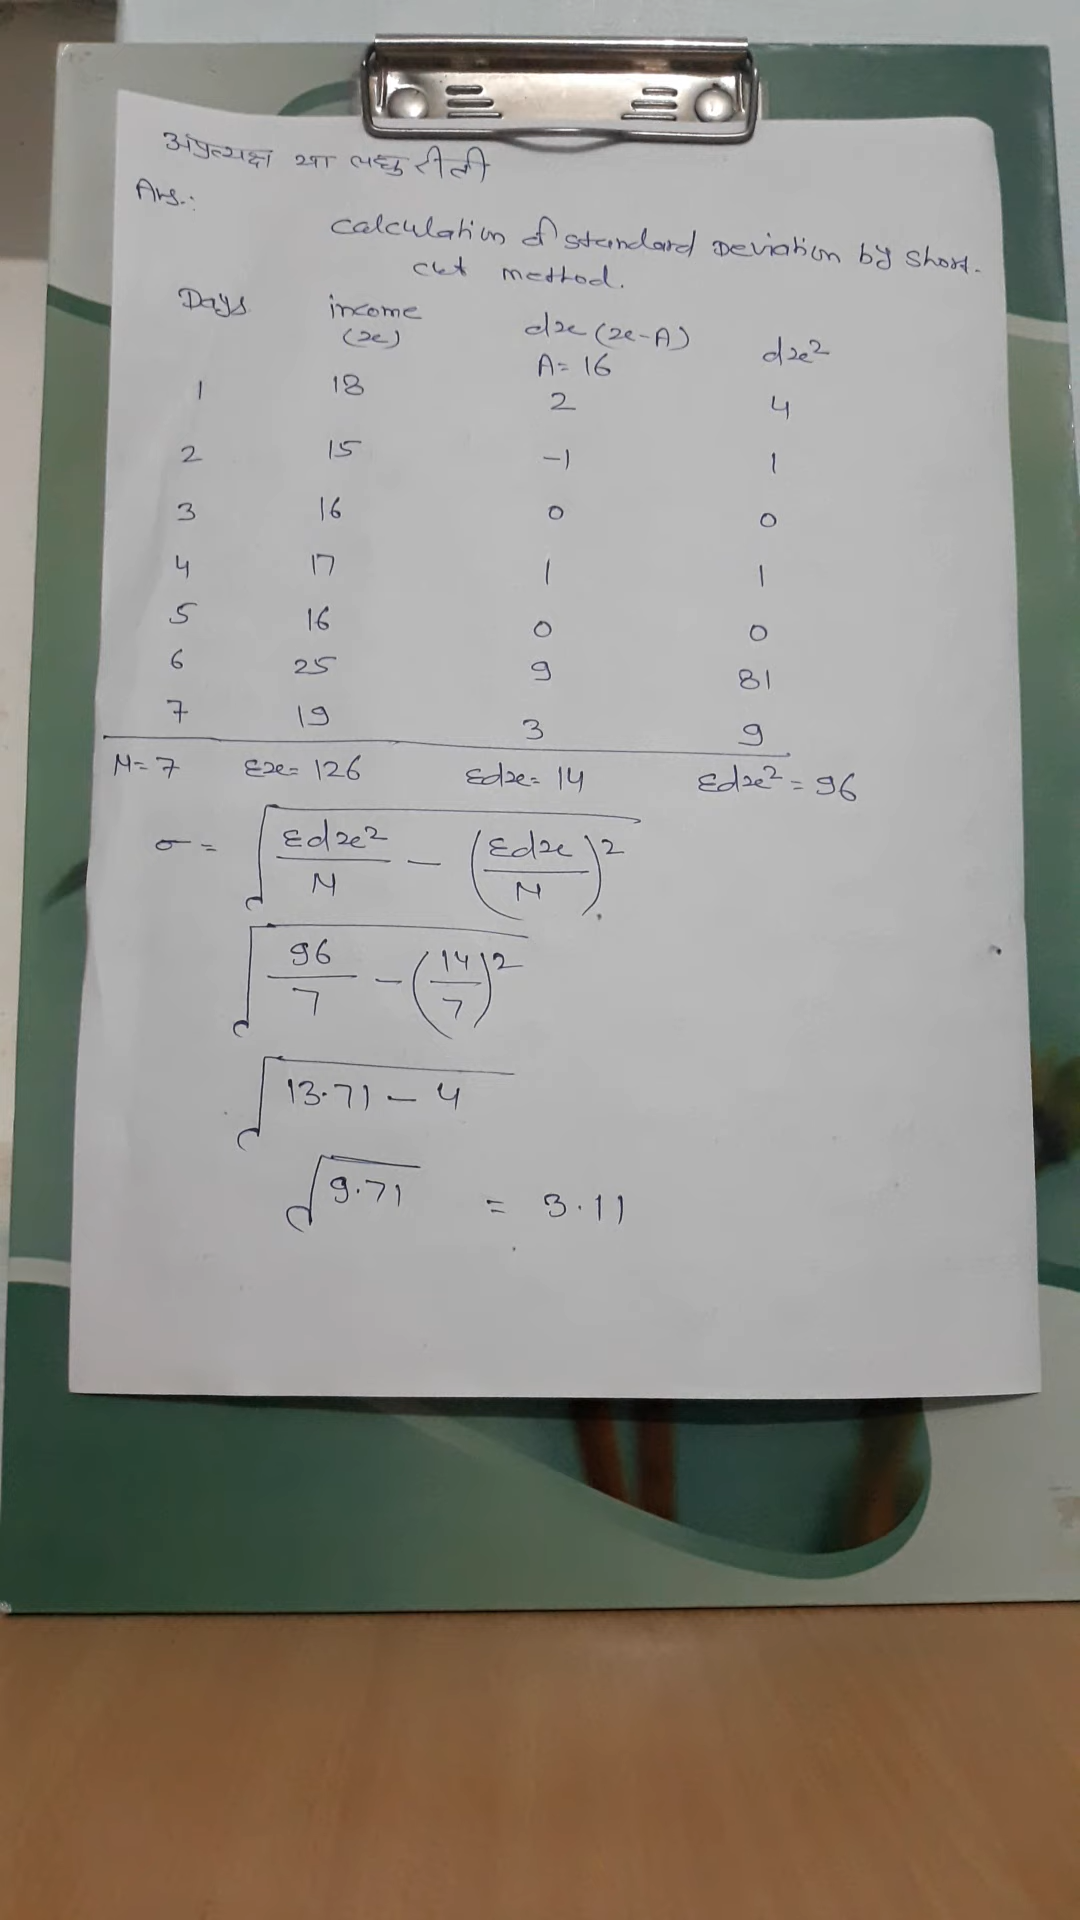 अप्रत्यक्ष या लघु रीती
Ans.:
calculation of standard Deviation by short-
cut method.
Days income (x) dx (x-A) A= 16 dx²
1 18 2 4
2 15 -1 1
3 16 0 0
4 17 1 1
5 16 0 0
6 25 9 81
7 19 3 9
N= 7 Σx= 126 Σdx= 14 Σdx² = 96
σ = √(Σdx²/N − (Σdx/N)²)
√(96/7 − (14/7)²)
√(13.71 − 4)
√9.71 = 3.11